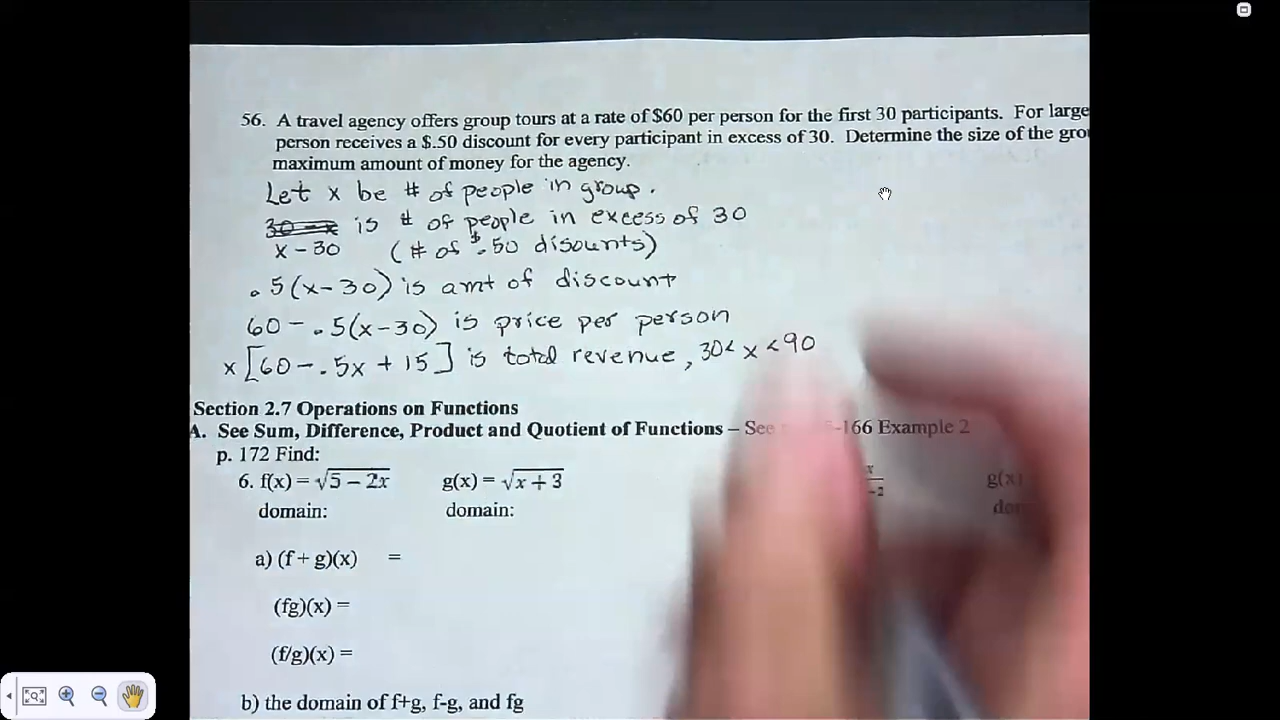 56. A travel agency offers group tours at a rate of $60 per person for the first 30 participants. For large
person receives a $.50 discount for every participant in excess of 30. Determine the size of the gro
maximum amount of money for the agency.
Let x be # of people in group.
30 - x is # of people in excess of 30
x - 30 (# of $.50 disounts)
.5(x-30) is amt of discount
60 - .5(x-30) is price per person
x[60 - .5x + 15] is total revenue, 30 < x < 90
Section 2.7 Operations on Functions
A. See Sum, Difference, Product and Quotient of Functions – See -166 Example 2
p. 172 Find:
6. f(x) = √5 – 2x g(x) = √x + 3 x/-2 g(x)
domain: domain: do
a) (f + g)(x) =
(fg)(x) =
(f/g)(x) =
b) the domain of f+g, f-g, and fg